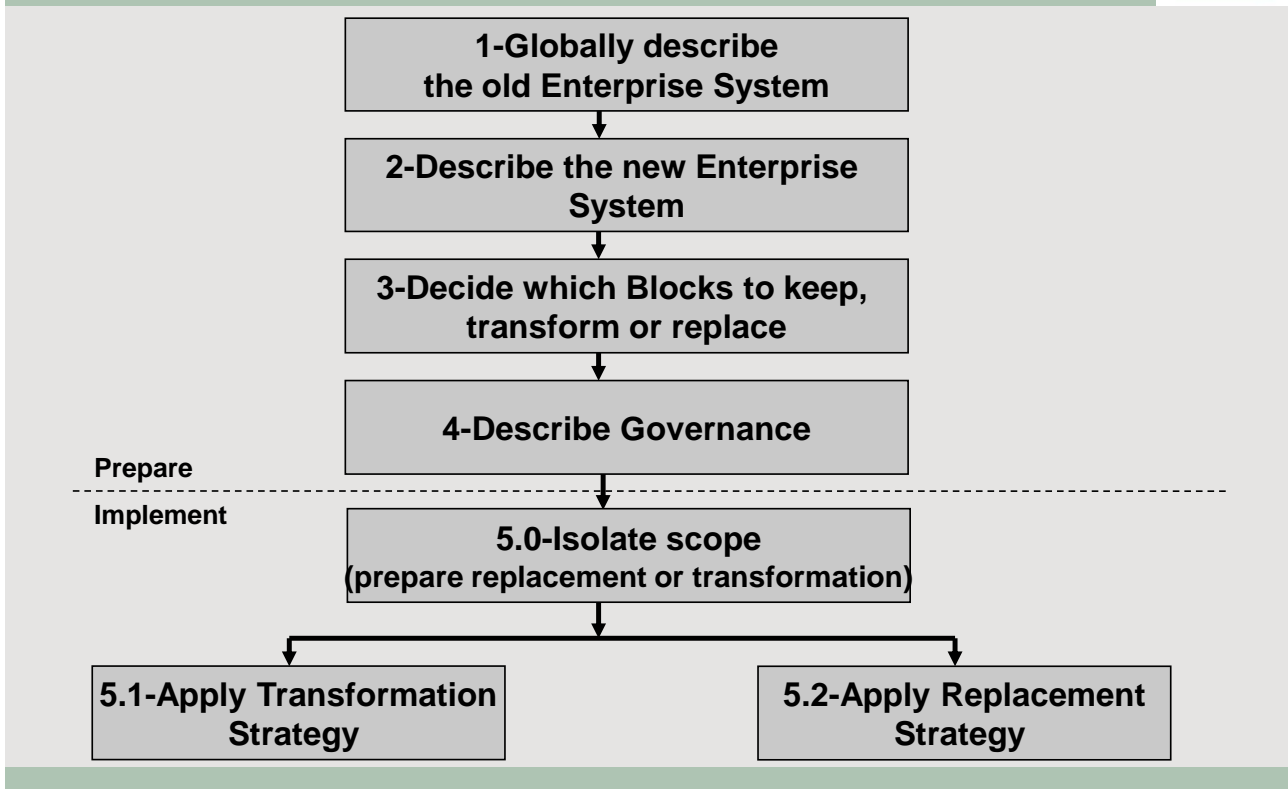 1-Globally describe
the old Enterprise System
2-Describe the new Enterprise
System
3-Decide which Blocks to keep,
transform or replace
4-Describe Governance
Prepare
Implement
5.0-Isolate scope
(prepare replacement or transformation)
5.1-Apply Transformation
Strategy
5.2-Apply Replacement
Strategy